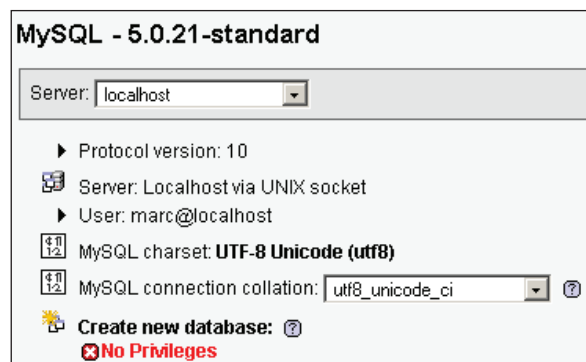 MySQL - 5.0.21-standard
Server: localhost
Protocol version: 10
Server: Localhost via UNIX socket
User: marc@localhost
MySQL charset: UTF-8 Unicode (utf8)
MySQL connection collation: utf8_unicode_ci
Create new database:
No Privileges